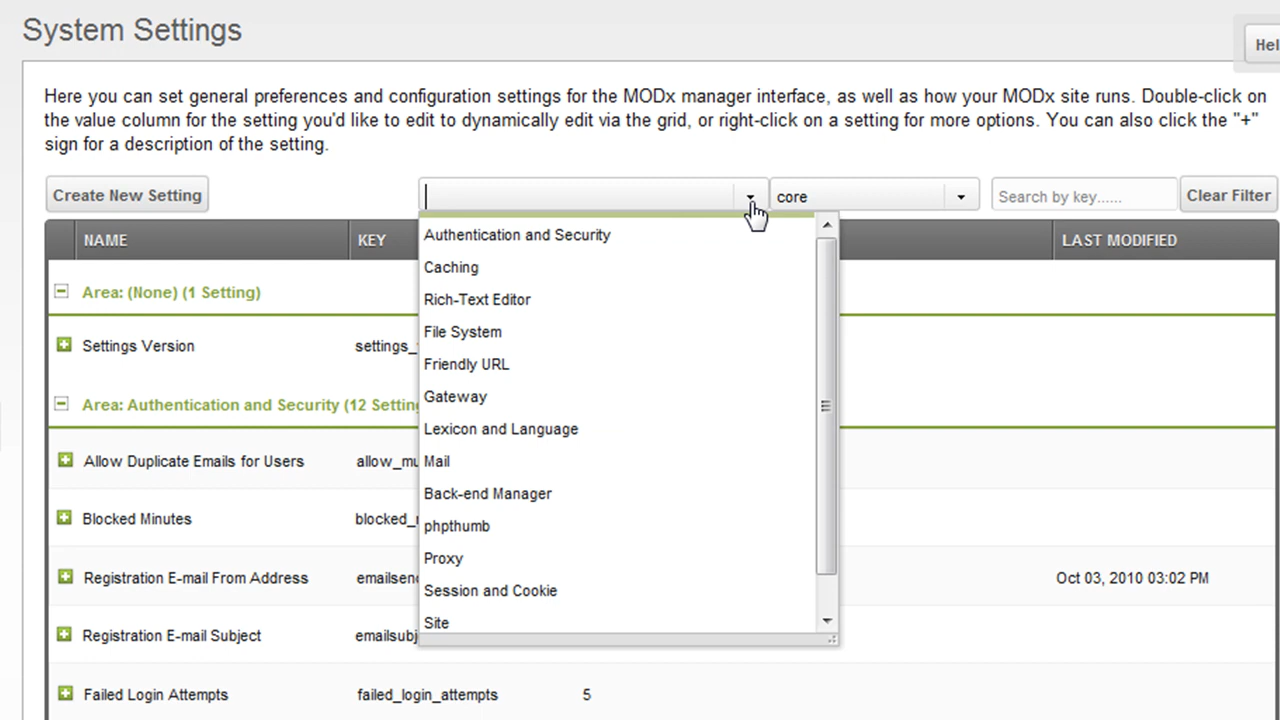 System Settings
Hel
Here you can set general preferences and configuration settings for the MODx manager interface, as well as how your MODx site runs. Double-click on
the value column for the setting you'd like to edit to dynamically edit via the grid, or right-click on a setting for more options. You can also click the "+"
sign for a description of the setting.
Create New Setting
core
Search by key......
Clear Filter
NAME
KEY
LAST MODIFIED
Authentication and Security
Caching
Rich-Text Editor
File System
Friendly URL
Gateway
Lexicon and Language
Mail
Back-end Manager
phpthumb
Proxy
Session and Cookie
Site
Area: (None) (1 Setting)
Settings Version settings_
Area: Authentication and Security (12 Setting
Allow Duplicate Emails for Users allow_mu
Blocked Minutes blocked_
Registration E-mail From Address emailsen Oct 03, 2010 03:02 PM
Registration E-mail Subject emailsubj
Failed Login Attempts failed_login_attempts 5